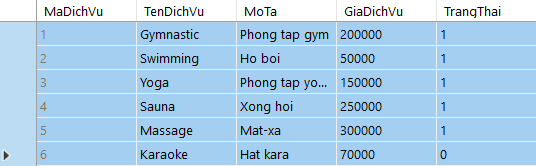 MaDichVu TenDichVu MoTa GiaDichVu TrangThai
1 Gymnastic Phong tap gym 200000 1
2 Swimming Ho boi 50000 1
3 Yoga Phong tap yo... 150000 1
4 Sauna Xong hoi 250000 1
5 Massage Mat-xa 300000 1
6 Karaoke Hat kara 70000 0